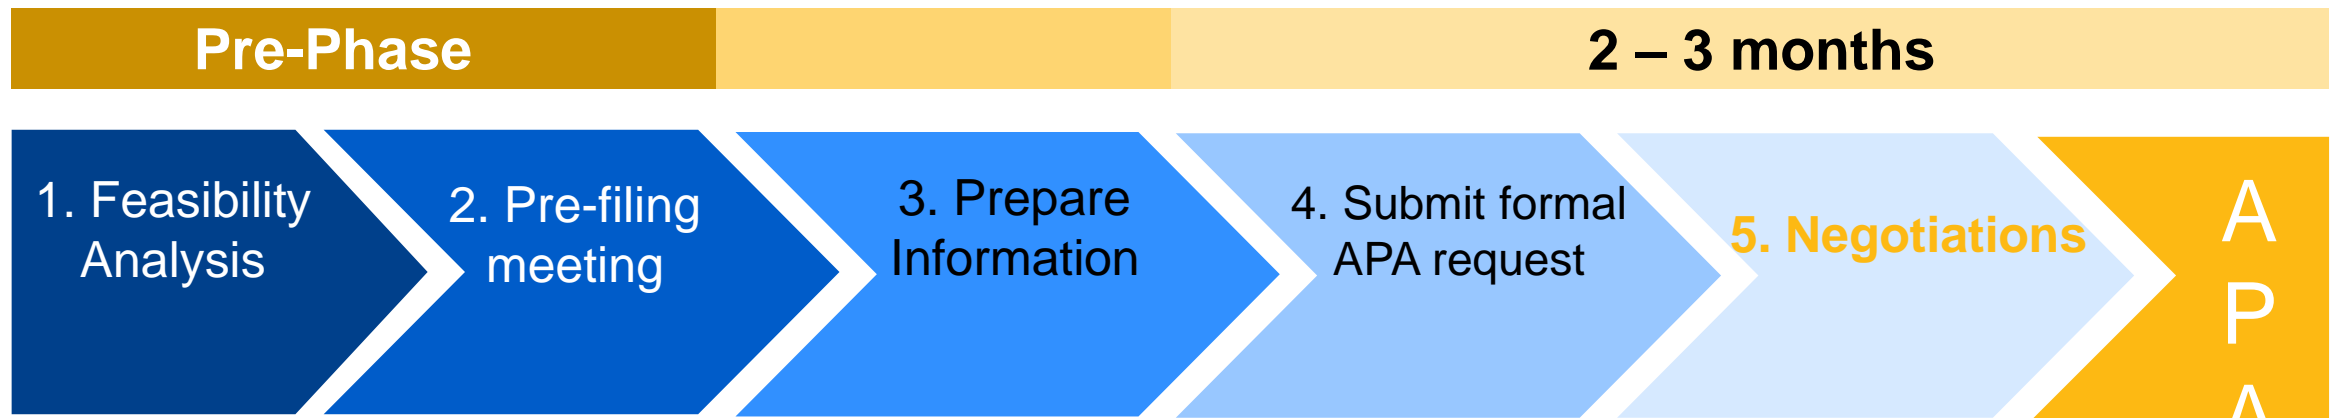 Pre-Phase
2 – 3 months
1. Feasibility
Analysis
2. Pre-filing
meeting
3. Prepare
Information
4. Submit formal
APA request
5. Negotiations
A
P
A